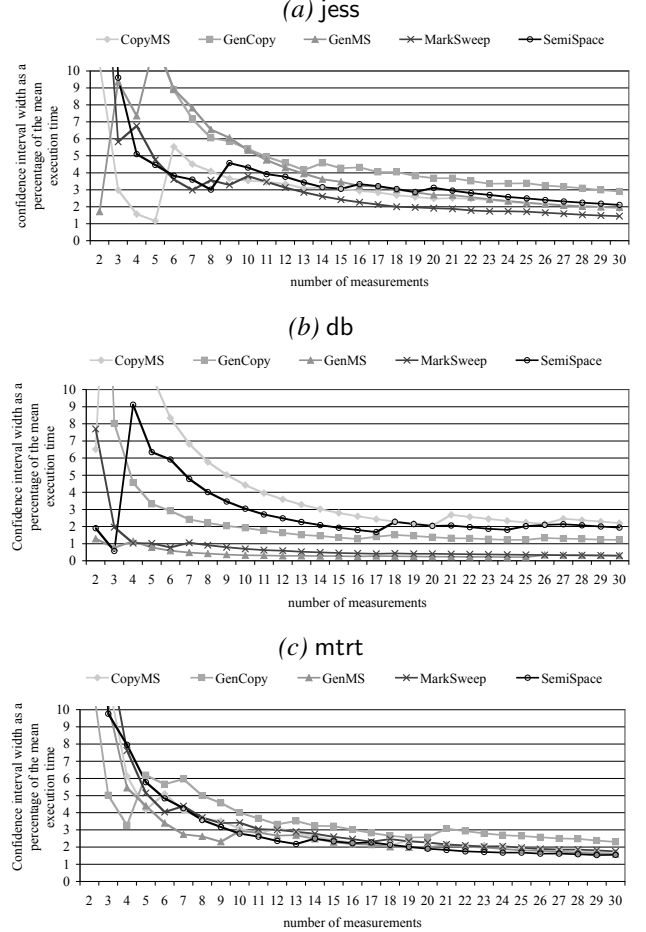 (a) jess
CopyMS GenCopy GenMS MarkSweep SemiSpace
confidence interval width as a
percentage of the mean
execution time
10
9
8
7
6
5
4
3
2
1
0
2 3 4 5 6 7 8 9 10 11 12 13 14 15 16 17 18 19 20 21 22 23 24 25 26 27 28 29 30
number of measurements
(b) db
CopyMS GenCopy GenMS MarkSweep SemiSpace
Confidence interval width as a
percentage of the mean
execution time
10
9
8
7
6
5
4
3
2
1
0
2 3 4 5 6 7 8 9 10 11 12 13 14 15 16 17 18 19 20 21 22 23 24 25 26 27 28 29 30
number of measurements
(c) mtrt
CopyMS GenCopy GenMS MarkSweep SemiSpace
Confidence interval width as a
percentage of the mean
execution time
10
9
8
7
6
5
4
3
2
1
0
2 3 4 5 6 7 8 9 10 11 12 13 14 15 16 17 18 19 20 21 22 23 24 25 26 27 28 29 30
number of measurements